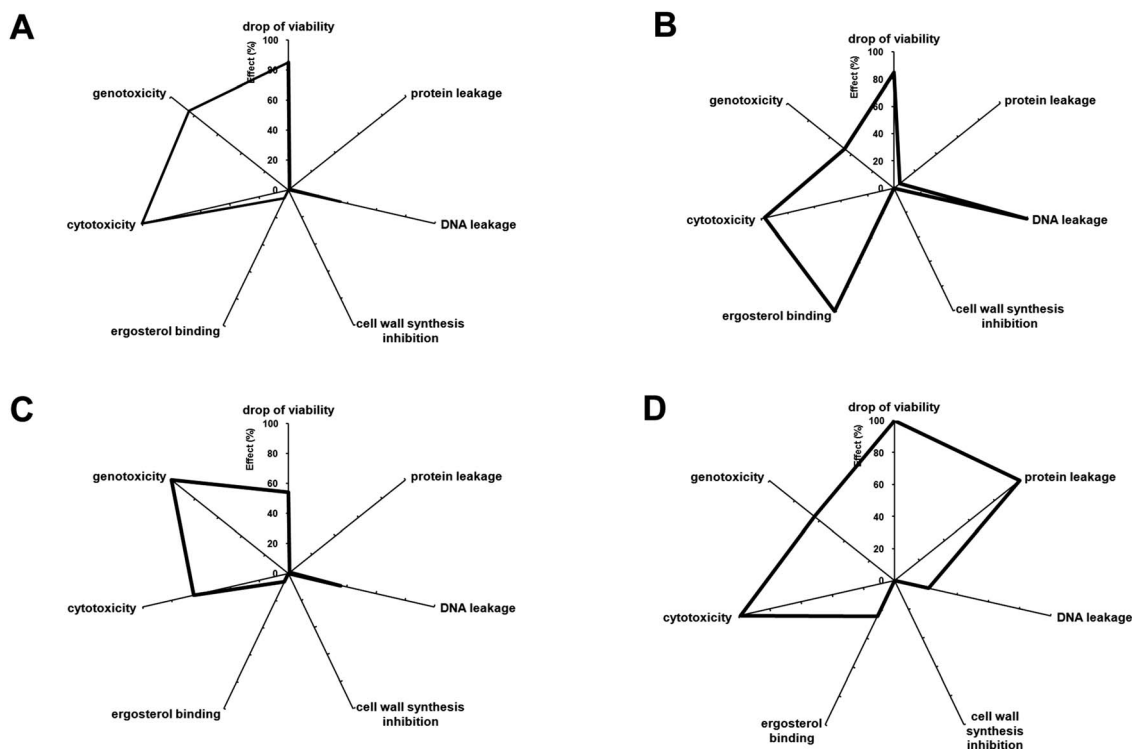 A
drop of viability
Effect (%)
100
80
60
40
20
0
genotoxicity
protein leakage
cytotoxicity
DNA leakage
ergosterol binding
cell wall synthesis
inhibition
B
drop of viability
Effect (%)
100
80
60
40
20
0
genotoxicity
protein leakage
cytotoxicity
DNA leakage
ergosterol binding
cell wall synthesis
inhibition
C
drop of viability
Effect (%)
100
80
60
40
20
0
genotoxicity
protein leakage
cytotoxicity
DNA leakage
ergosterol binding
cell wall synthesis
inhibition
D
drop of viability
Effect (%)
100
80
60
40
20
0
genotoxicity
protein leakage
cytotoxicity
DNA leakage
ergosterol
binding
cell wall
synthesis
inhibition